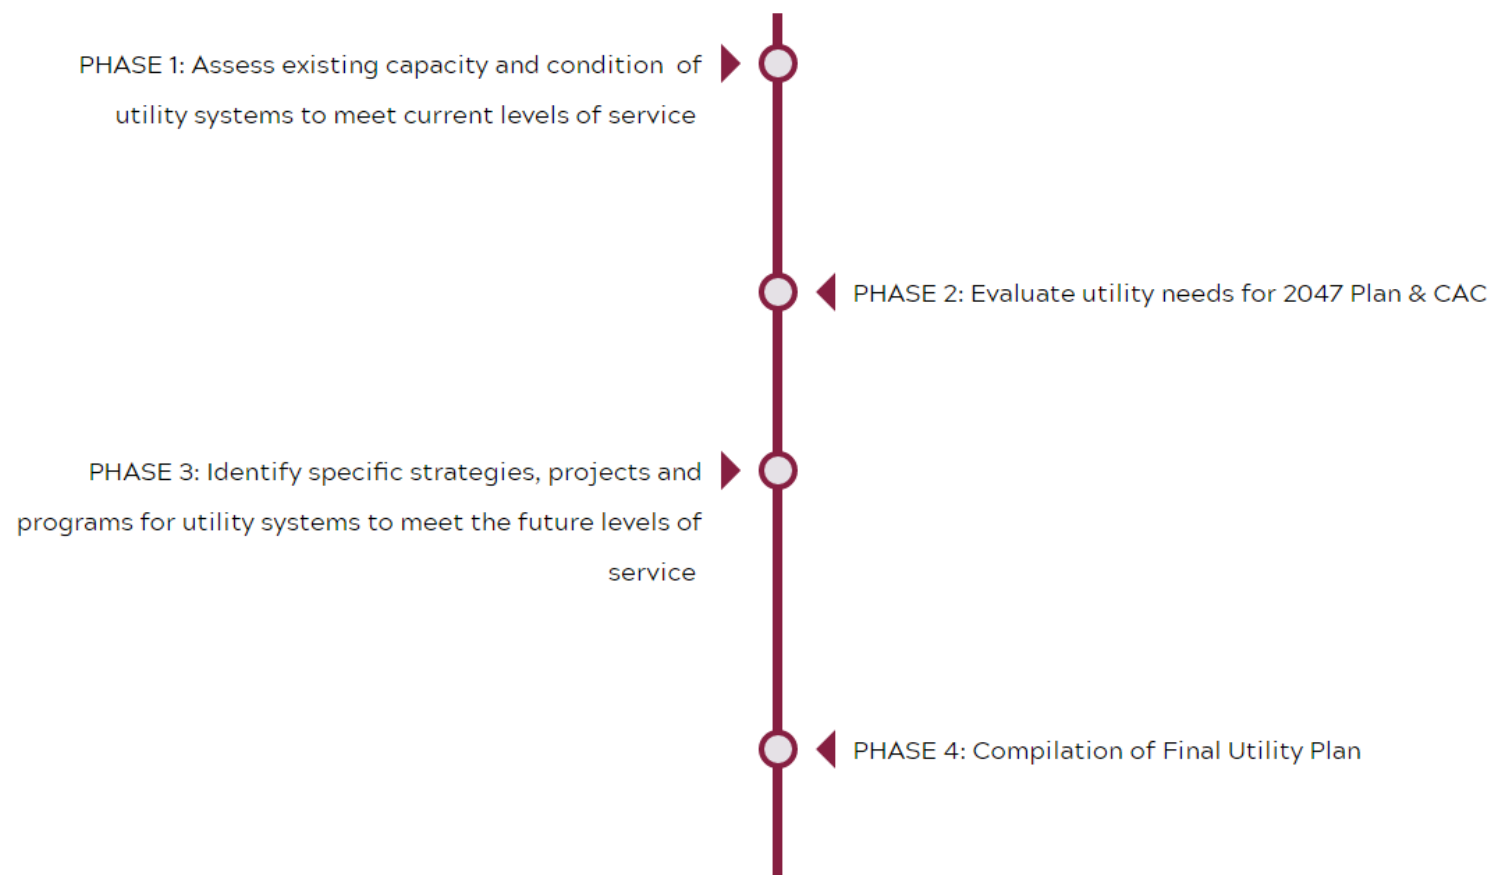 PHASE 1: Assess existing capacity and condition of
utility systems to meet current levels of service
PHASE 2: Evaluate utility needs for 2047 Plan & CAC
PHASE 3: Identify specific strategies, projects and
programs for utility systems to meet the future levels of
service
PHASE 4: Compilation of Final Utility Plan